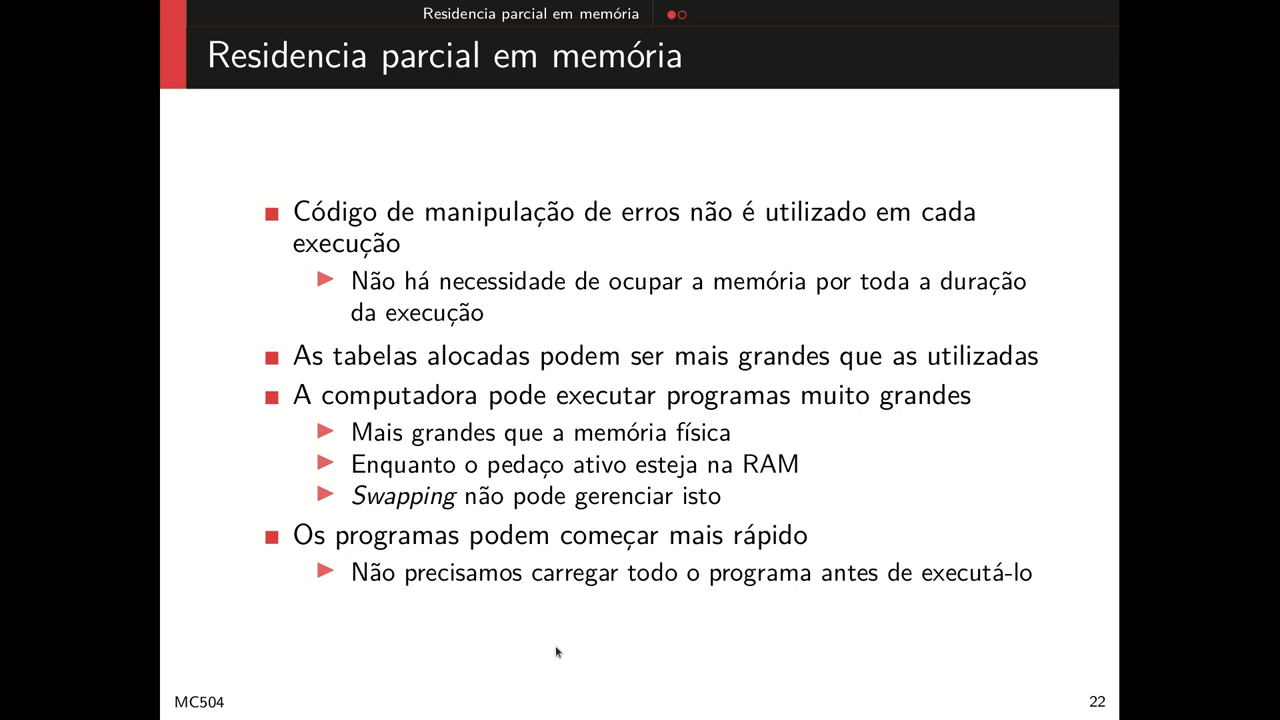 Residencia parcial em memória
Residencia parcial em memória
Código de manipulação de erros não é utilizado em cada
execução
Não há necessidade de ocupar a memória por toda a duração
da execução
As tabelas alocadas podem ser mais grandes que as utilizadas
A computadora pode executar programas muito grandes
Mais grandes que a memória física
Enquanto o pedaço ativo esteja na RAM
Swapping não pode gerenciar isto
Os programas podem começar mais rápido
Não precisamos carregar todo o programa antes de executá-lo
MC504
22